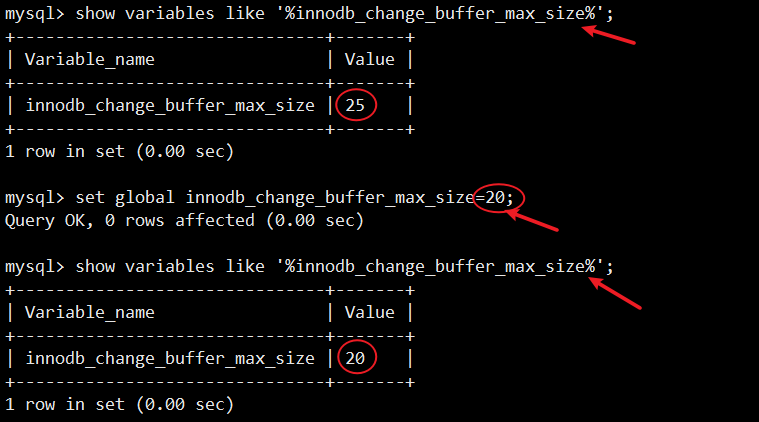 mysql> show variables like '%innodb_change_buffer_max_size%';
+-------------------------------+-------+
| Variable_name                 | Value |
+-------------------------------+-------+
| innodb_change_buffer_max_size | 25    |
+-------------------------------+-------+
1 row in set (0.00 sec)
mysql> set global innodb_change_buffer_max_size=20;
Query OK, 0 rows affected (0.00 sec)
mysql> show variables like '%innodb_change_buffer_max_size%';
+-------------------------------+-------+
| Variable_name                 | Value |
+-------------------------------+-------+
| innodb_change_buffer_max_size | 20    |
+-------------------------------+-------+
1 row in set (0.00 sec)